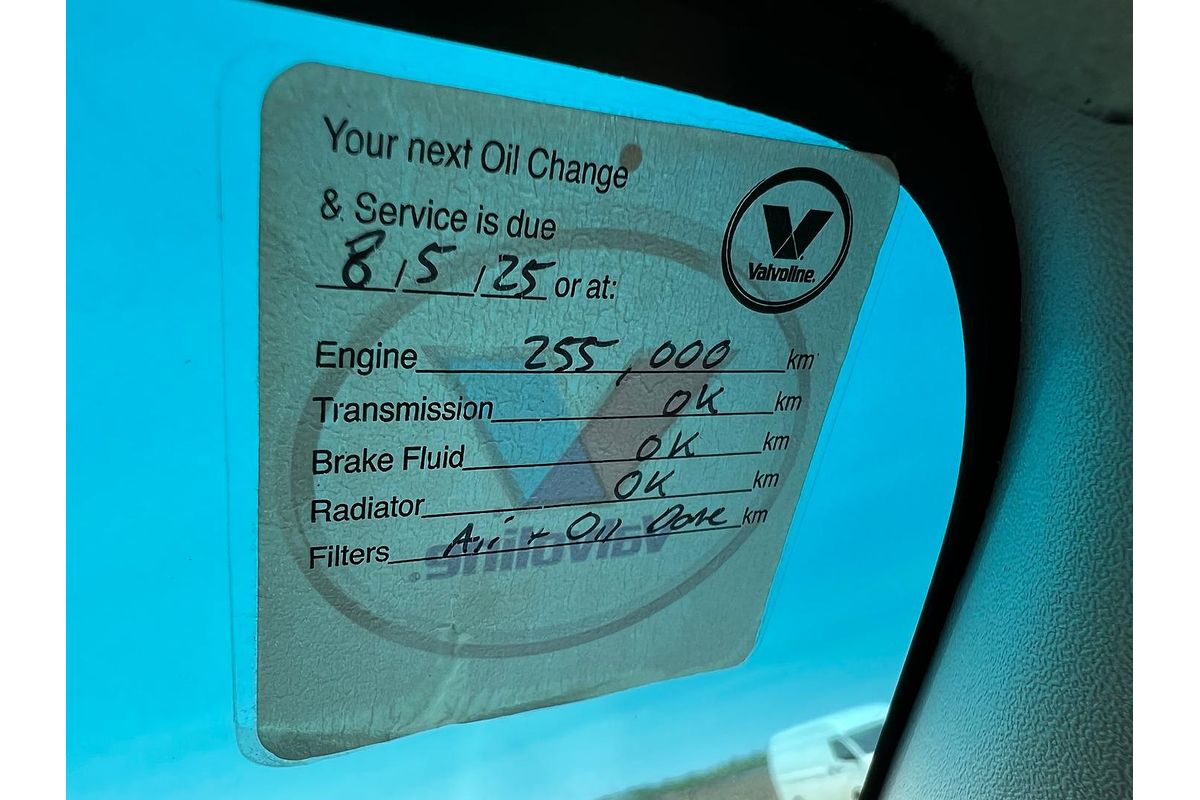 Your next Oil Change
& Service is due
8/5/25 or at:
Valvoline.
Engine 255,000 km
Transmission OK km
Brake Fluid OK km
Radiator OK km
Filters Air + Oil Done km
Valvoline®